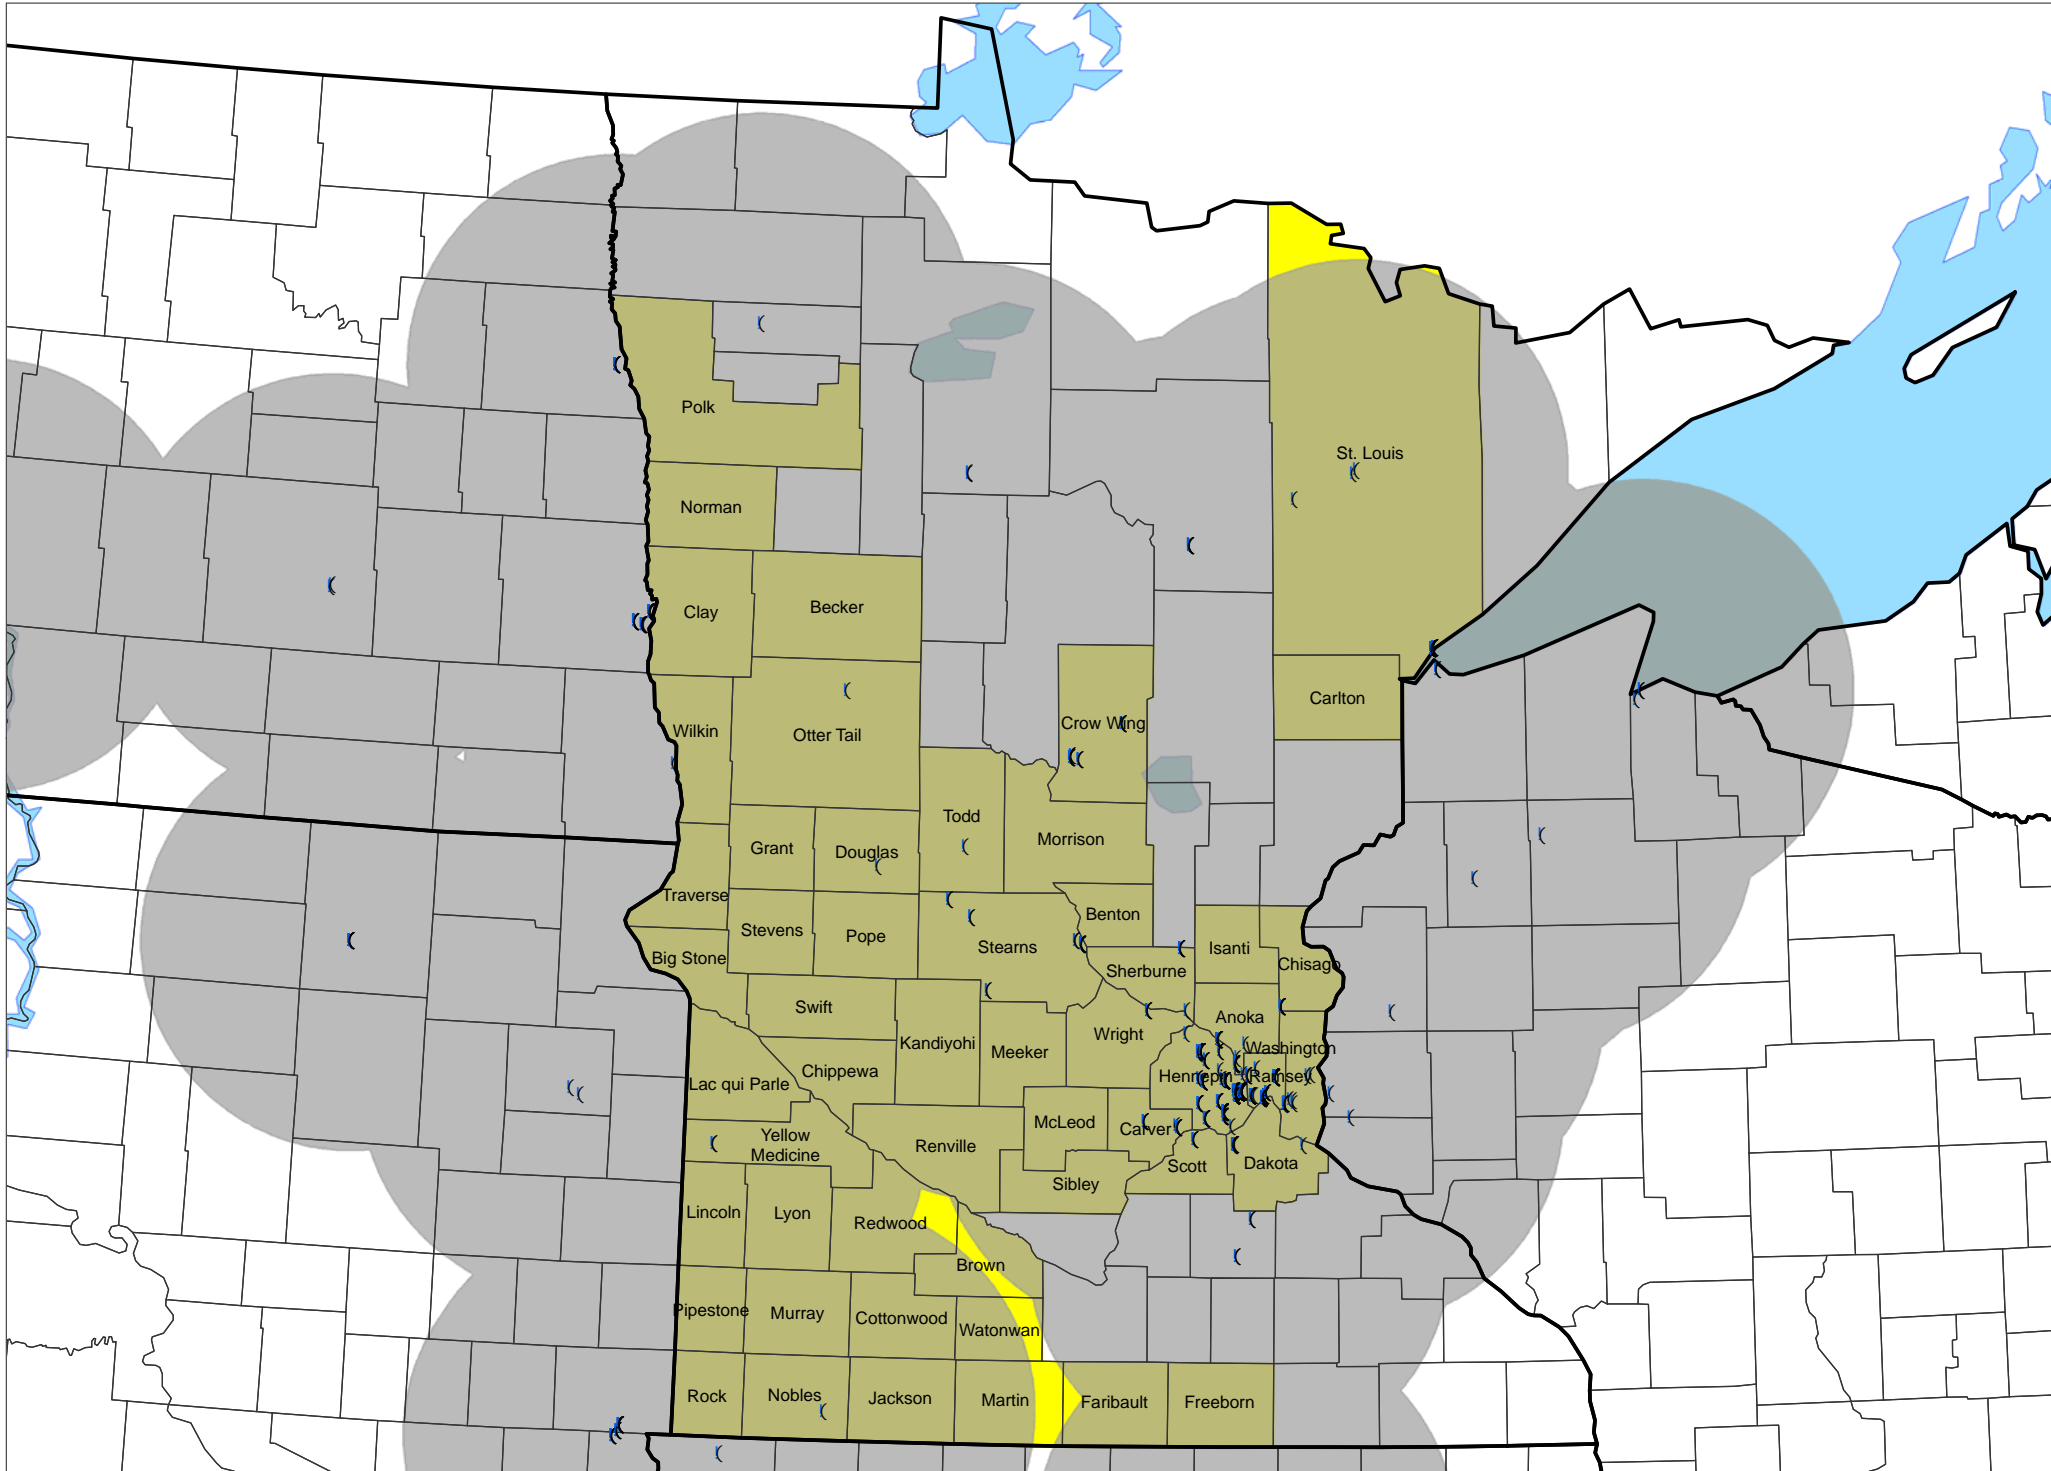 Polk
St. Louis
Norman
Clay
Becker
Carlton
Wilkin
Otter Tail
Crow Wing
Todd
Morrison
Grant
Douglas
Traverse
Benton
Stevens
Pope
Stearns
Isanti
Big Stone
Sherburne
Chisago
Swift
Anoka
Wright
Kandiyohi
Meeker
Washington
Chippewa
Lac qui Parle
Hennepin
Ramsey
McLeod
Carver
Yellow
Medicine
Renville
Scott
Dakota
Sibley
Lincoln
Lyon
Redwood
Brown
Pipestone
Murray
Cottonwood
Watonwan
Rock
Nobles
Jackson
Martin
Faribault
Freeborn